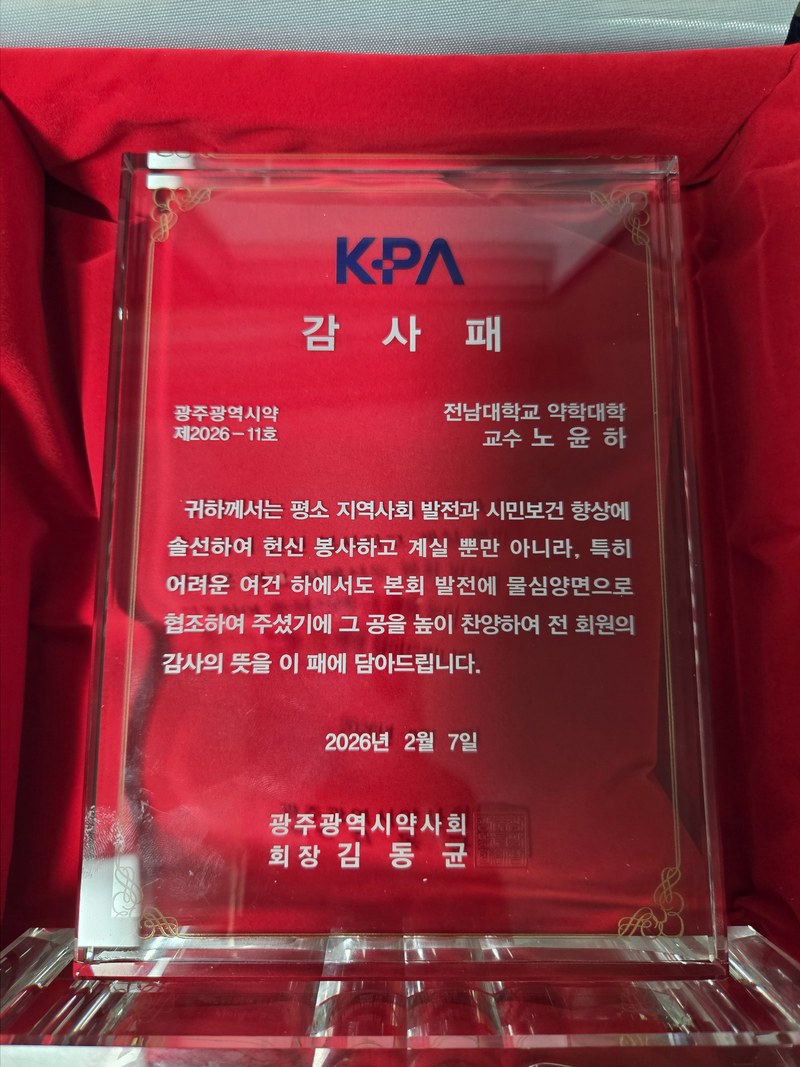 KPA
감 사 패
광주광역시약
제2026-11호
전남대학교 약학대학
교수 노 윤 하
귀하께서는 평소 지역사회 발전과 시민보건 향상에
솔선하여 헌신 봉사하고 계실 뿐만 아니라, 특히
어려운 여건 하에서도 본회 발전에 물심양면으로
협조하여 주셨기에 그 공을 높이 찬양하여 전 회원의
감사의 뜻을 이 패에 담아드립니다.
2026년 2월 7일
광주광역시약사회
회장 김 동 균